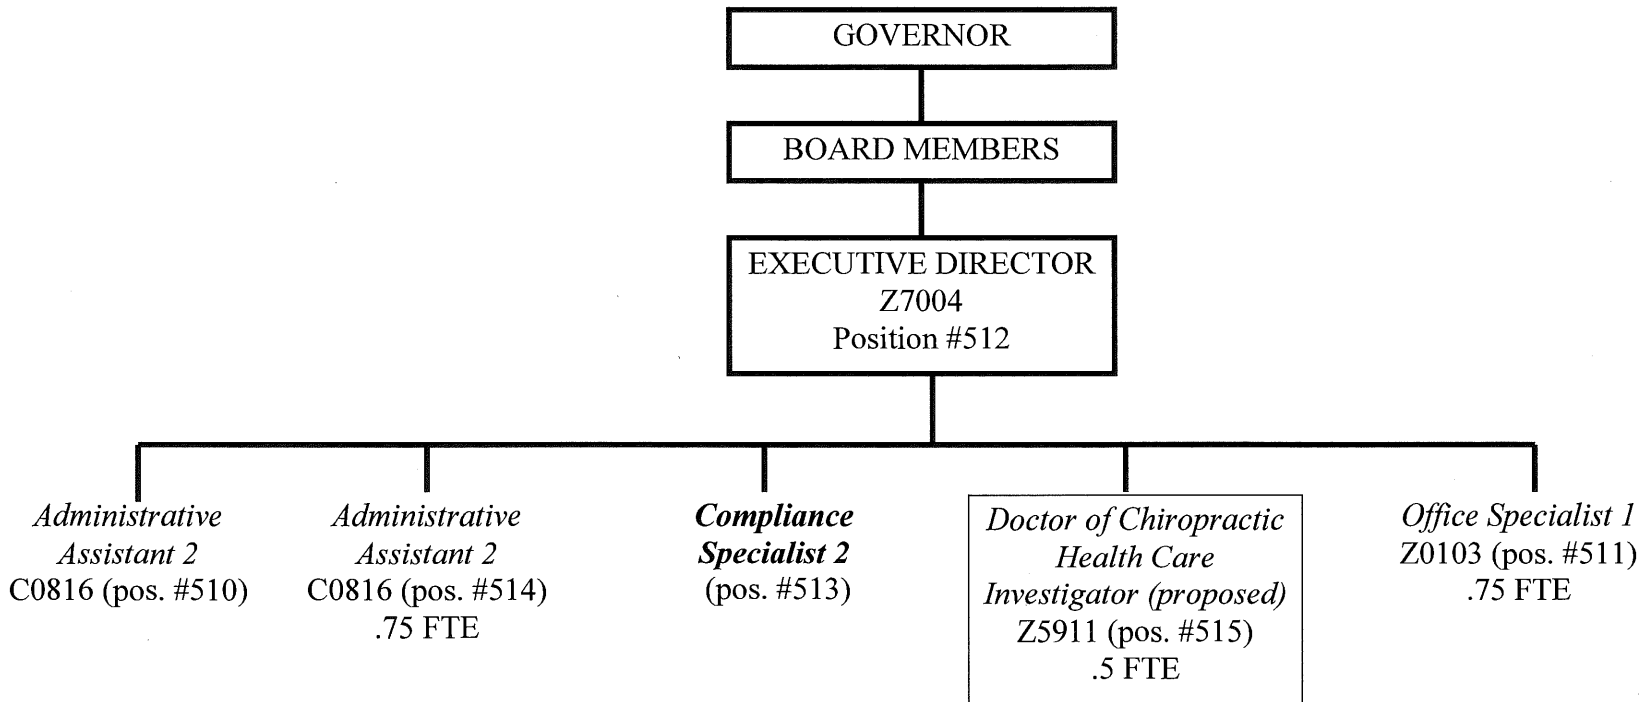 GOVERNOR
BOARD MEMBERS
EXECUTIVE DIRECTOR
Z7004
Position #512
Administrative
Assistant 2
C0816 (pos. #510)
Administrative
Assistant 2
C0816 (pos. #514)
.75 FTE
Compliance
Specialist 2
(pos. #513)
Doctor of Chiropractic
Health Care
Investigator (proposed)
Z5911 (pos. #515)
.5 FTE
Office Specialist 1
Z0103 (pos. #511)
.75 FTE